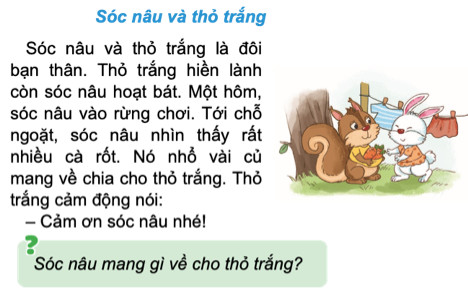 Sóc nâu và thỏ trắng
Sóc nâu và thỏ trắng là đôi
bạn thân. Thỏ trắng hiền lành
còn sóc nâu hoạt bát. Một hôm,
sóc nâu vào rừng chơi. Tới chỗ
ngoặt, sóc nâu nhìn thấy rất
nhiều cà rốt. Nó nhổ vài củ
mang về chia cho thỏ trắng. Thỏ
trắng cảm động nói:
– Cảm ơn sóc nâu nhé!
?
Sóc nâu mang gì về cho thỏ trắng?